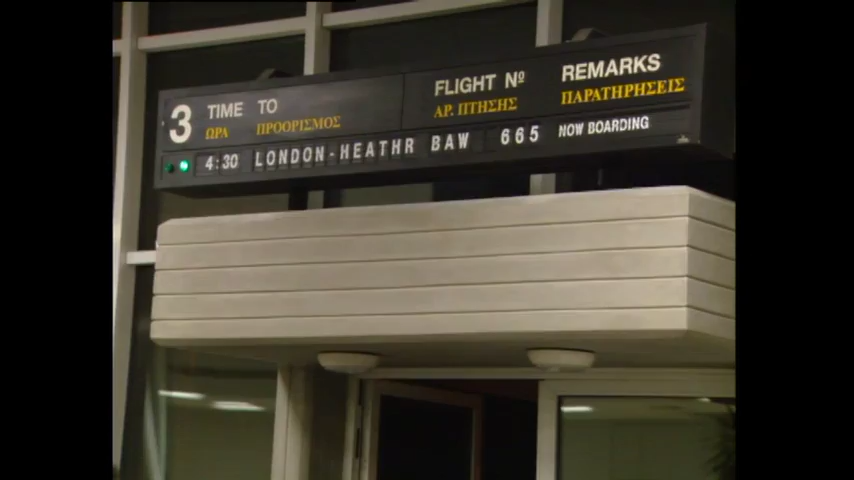 3 TIME TO FLIGHT Nº REMARKS
ΩΡΑ ΠΡΟΟΡΙΣΜΟΣ ΑΡ. ΠΤΗΣΗΣ ΠΑΡΑΤΗΡΗΣΕΙΣ
4:30 LONDON-HEATHR BAW 665 NOW BOARDING